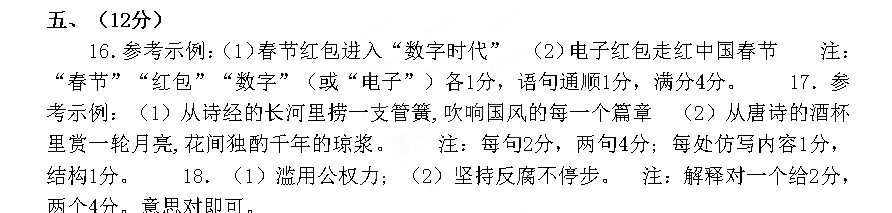 五、（12分）
16.参考示例:(1)春节红包进入“数字时代” (2)电子红包走红中国春节 注:
“春节”“红包”“数字”（或“电子”）各1分，语句通顺1分，满分4分。 17. 参
考示例: (1) 从诗经的长河里捞一支管簧,吹响国风的每一个篇章 (2) 从唐诗的酒杯
里赏一轮月亮,花间独酌千年的琼浆。 注: 每句2分，两句4分; 每处仿写内容1分，
结构1分。 18. (1) 滥用公权力; (2) 坚持反腐不停步。 注: 解释对一个给2分，
两个4分。意思对即可。